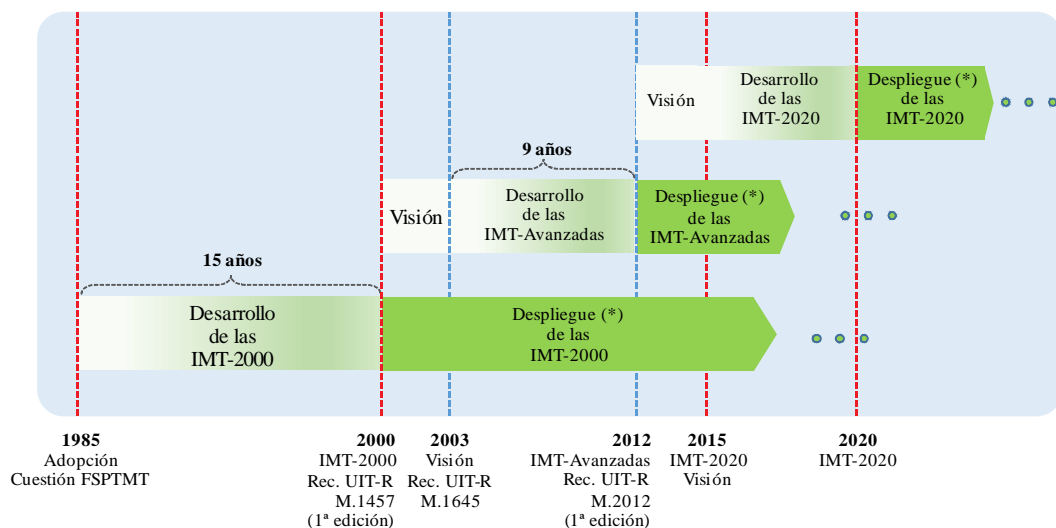 Visión
Desarrollo
de las
IMT-2020
Despliegue (*)
de las
IMT-2020
9 años
Visión
Desarrollo
de las
IMT-Avanzadas
Despliegue (*)
de las
IMT-Avanzadas
15 años
Desarrollo
de las
IMT-2000
Despliegue (*)
de las
IMT-2000
1985
Adopción
Cuestión FSPTMT
2000
IMT-2000
Rec. UIT-R
M.1457
(1ª edición)
2003
Visión
Rec. UIT-R
M.1645
2012
IMT-Avanzadas
Rec. UIT-R
M.2012
(1ª edición)
2015
IMT-2020
Visión
2020
IMT-2020